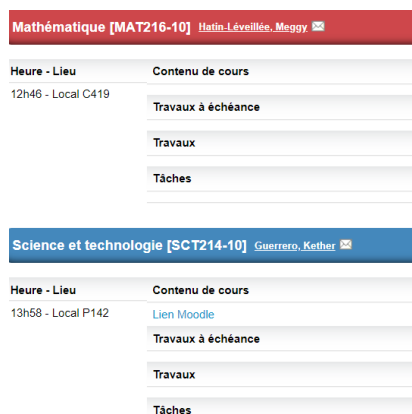 Mathématique [MAT216-10] Hatin-Léveillée, Meggy
Heure - Lieu Contenu de cours
12h46 - Local C419
Travaux à échéance
Travaux
Tâches
Science et technologie [SCT214-10] Guerrero, Kether
Heure - Lieu Contenu de cours
13h58 - Local P142 Lien Moodle
Travaux à échéance
Travaux
Tâches